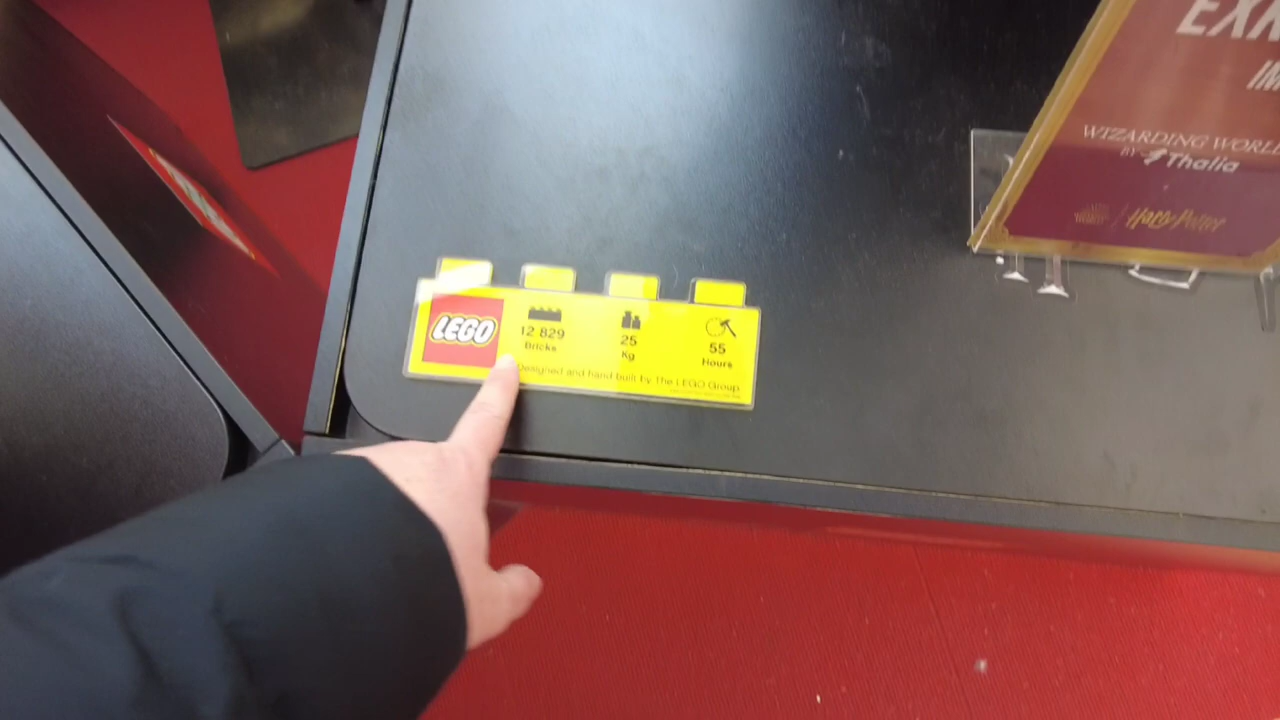 LEGO
12 829
Bricks
25
Kg
55
Hours
Designed and hand built by The LEGO Group
WIZARDING WORLD
BY Thalia
Harry Potter